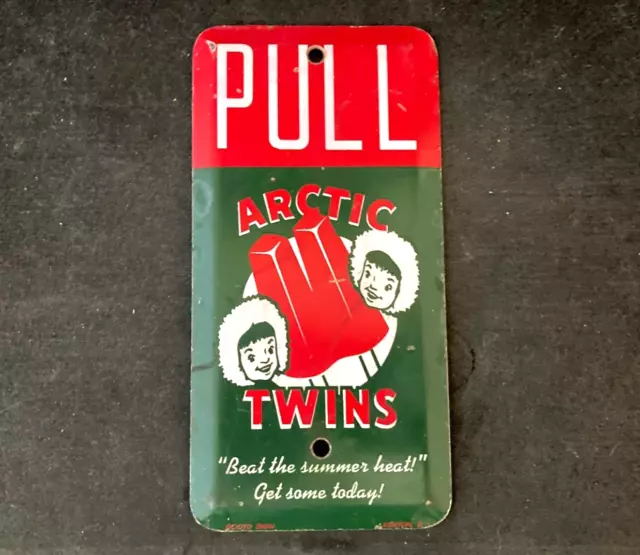 PULL
ARCTIC
TWINS
"Beat the summer heat!"
Get some today!